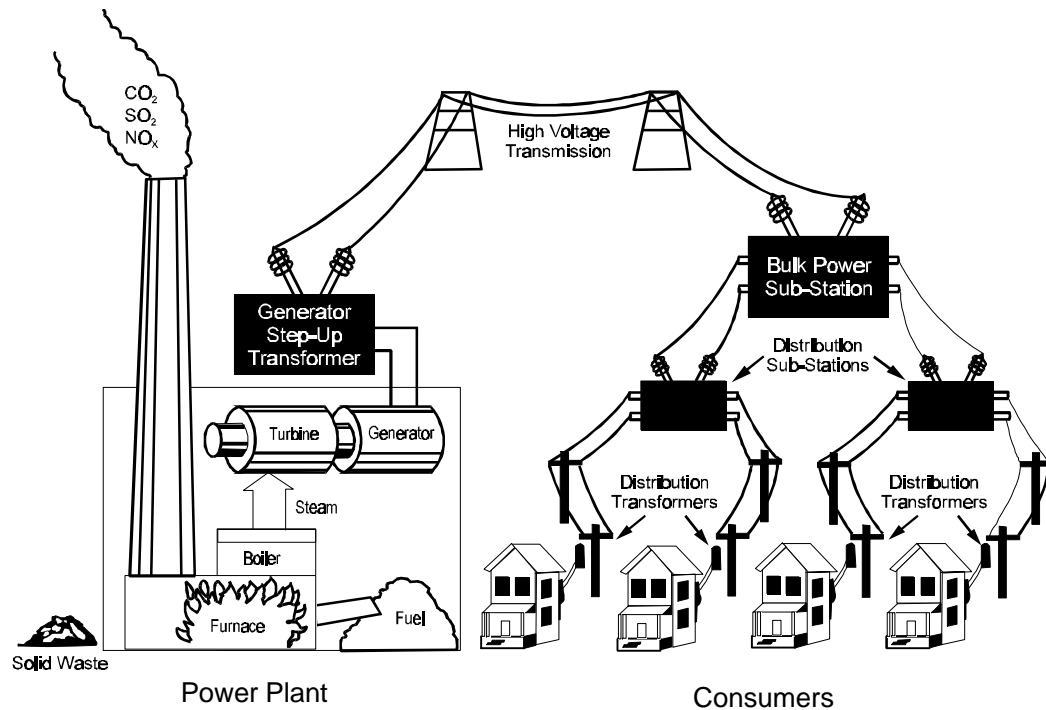 CO₂
SO₂
NOₓ
High Voltage
Transmission
Bulk Power
Sub-Station
Generator
Step-Up
Transformer
Distribution
Sub-Stations
Turbine
Generator
Distribution
Transformers
Distribution
Transformers
Steam
Boiler
Furnace
Fuel
Solid Waste
Power Plant
Consumers